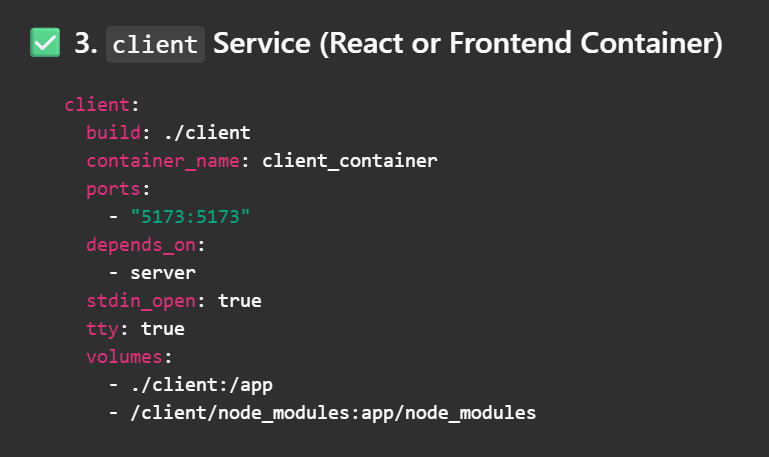 ✅ 3. client Service (React or Frontend Container)
client:
  build: ./client
  container_name: client_container
  ports:
    - "5173:5173"
  depends_on:
    - server
  stdin_open: true
  tty: true
  volumes:
    - ./client:/app
    - /client/node_modules:app/node_modules